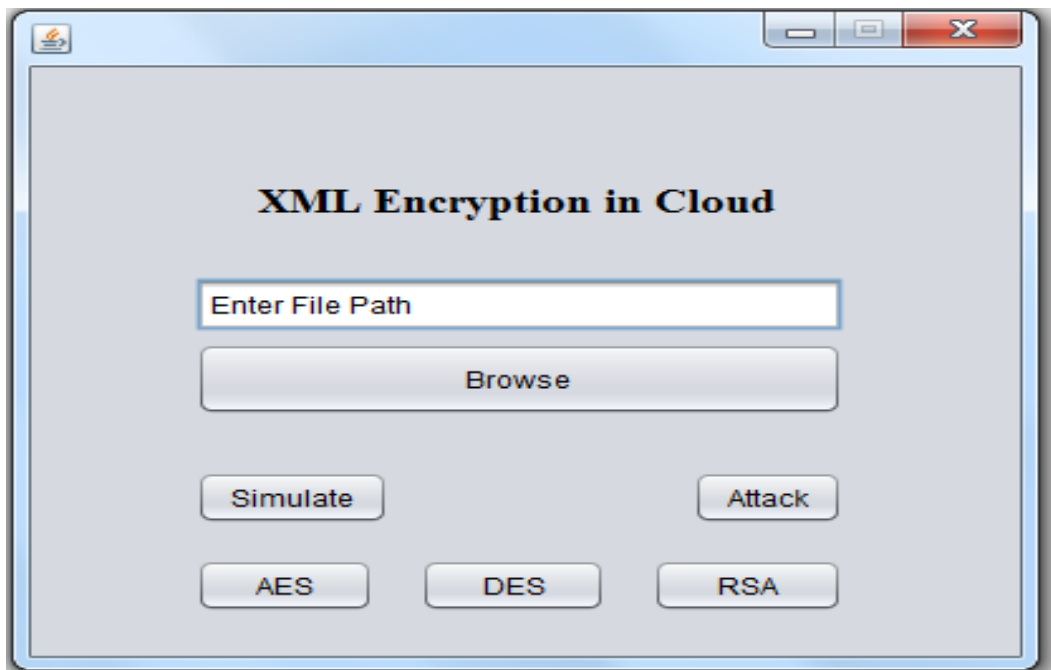 XML Encryption in Cloud
Enter File Path
Browse
Simulate Attack
AES DES RSA